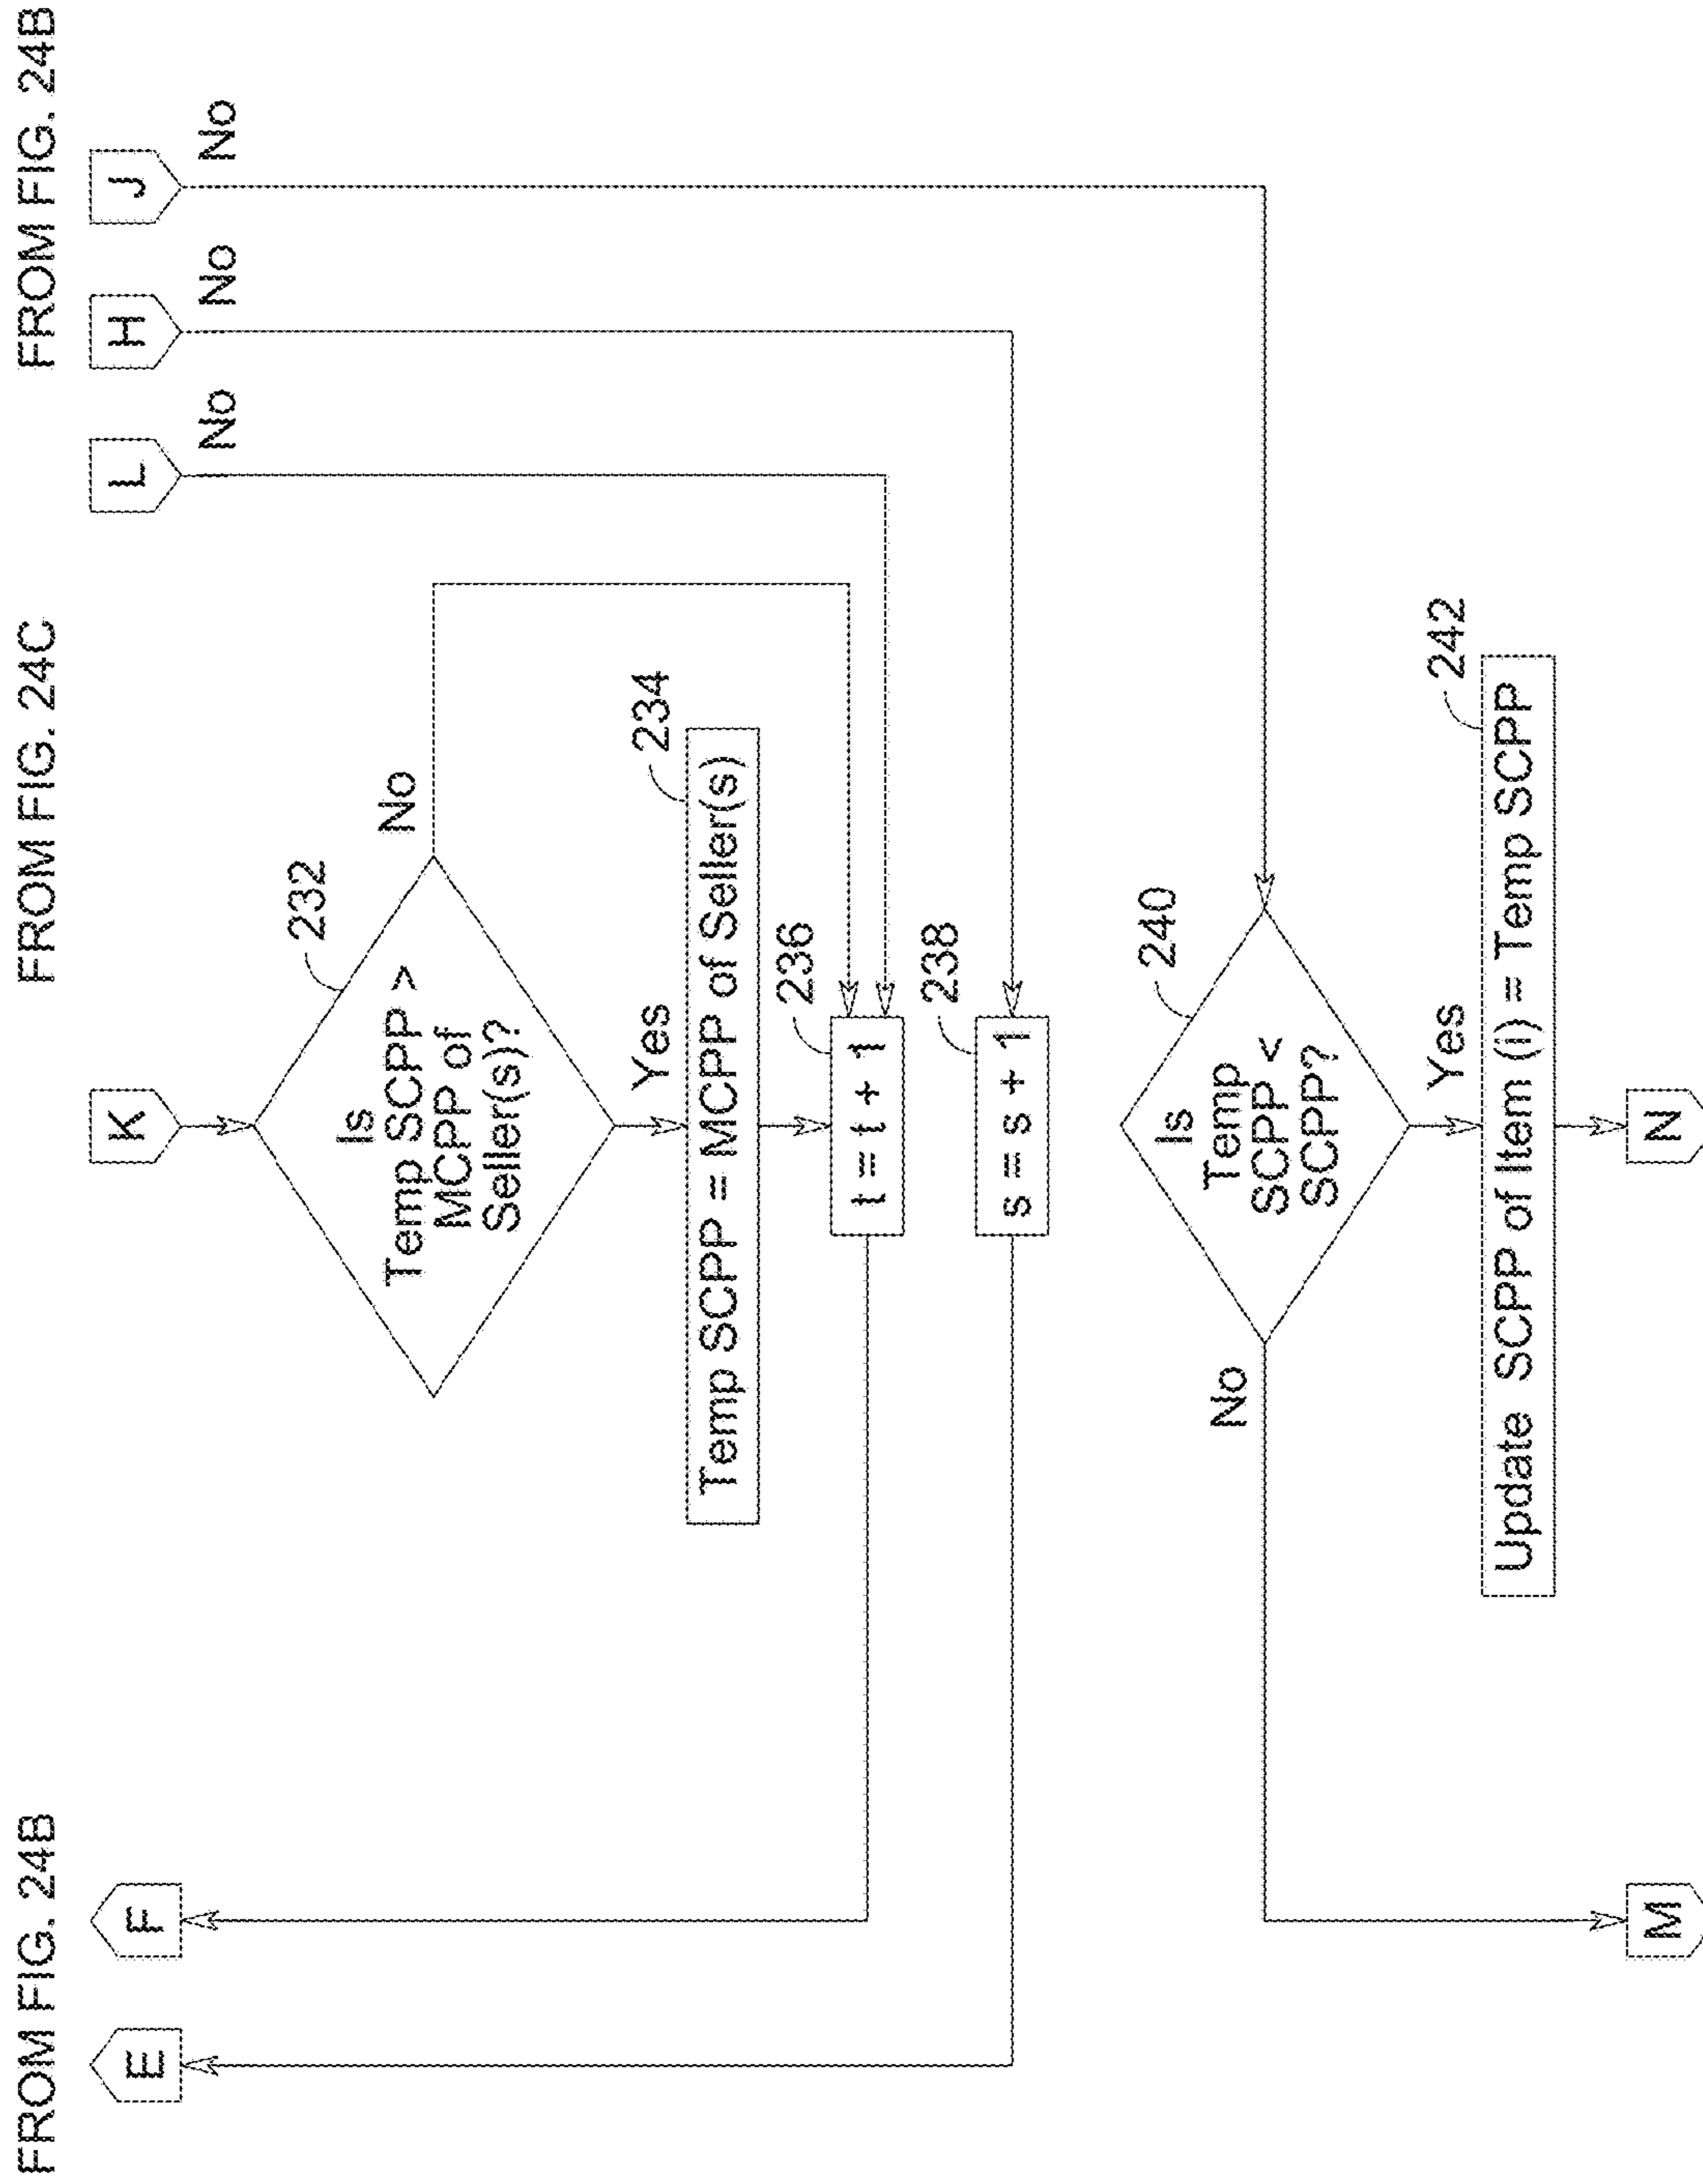 FROM FIG. 24B
FROM FIG. 24C
FROM FIG. 24B
E
F
K
L
No
H
No
J
No
232
Is
Temp SCPP >
MCPP of
Seller(s)?
No
Yes
234
Temp SCPP = MCPP of Seller(s)
236
t = t + 1
238
s = s + 1
240
Is
Temp
SCPP <
SCPP?
No
Yes
242
Update SCPP of Item (i) = Temp SCPP
M
N